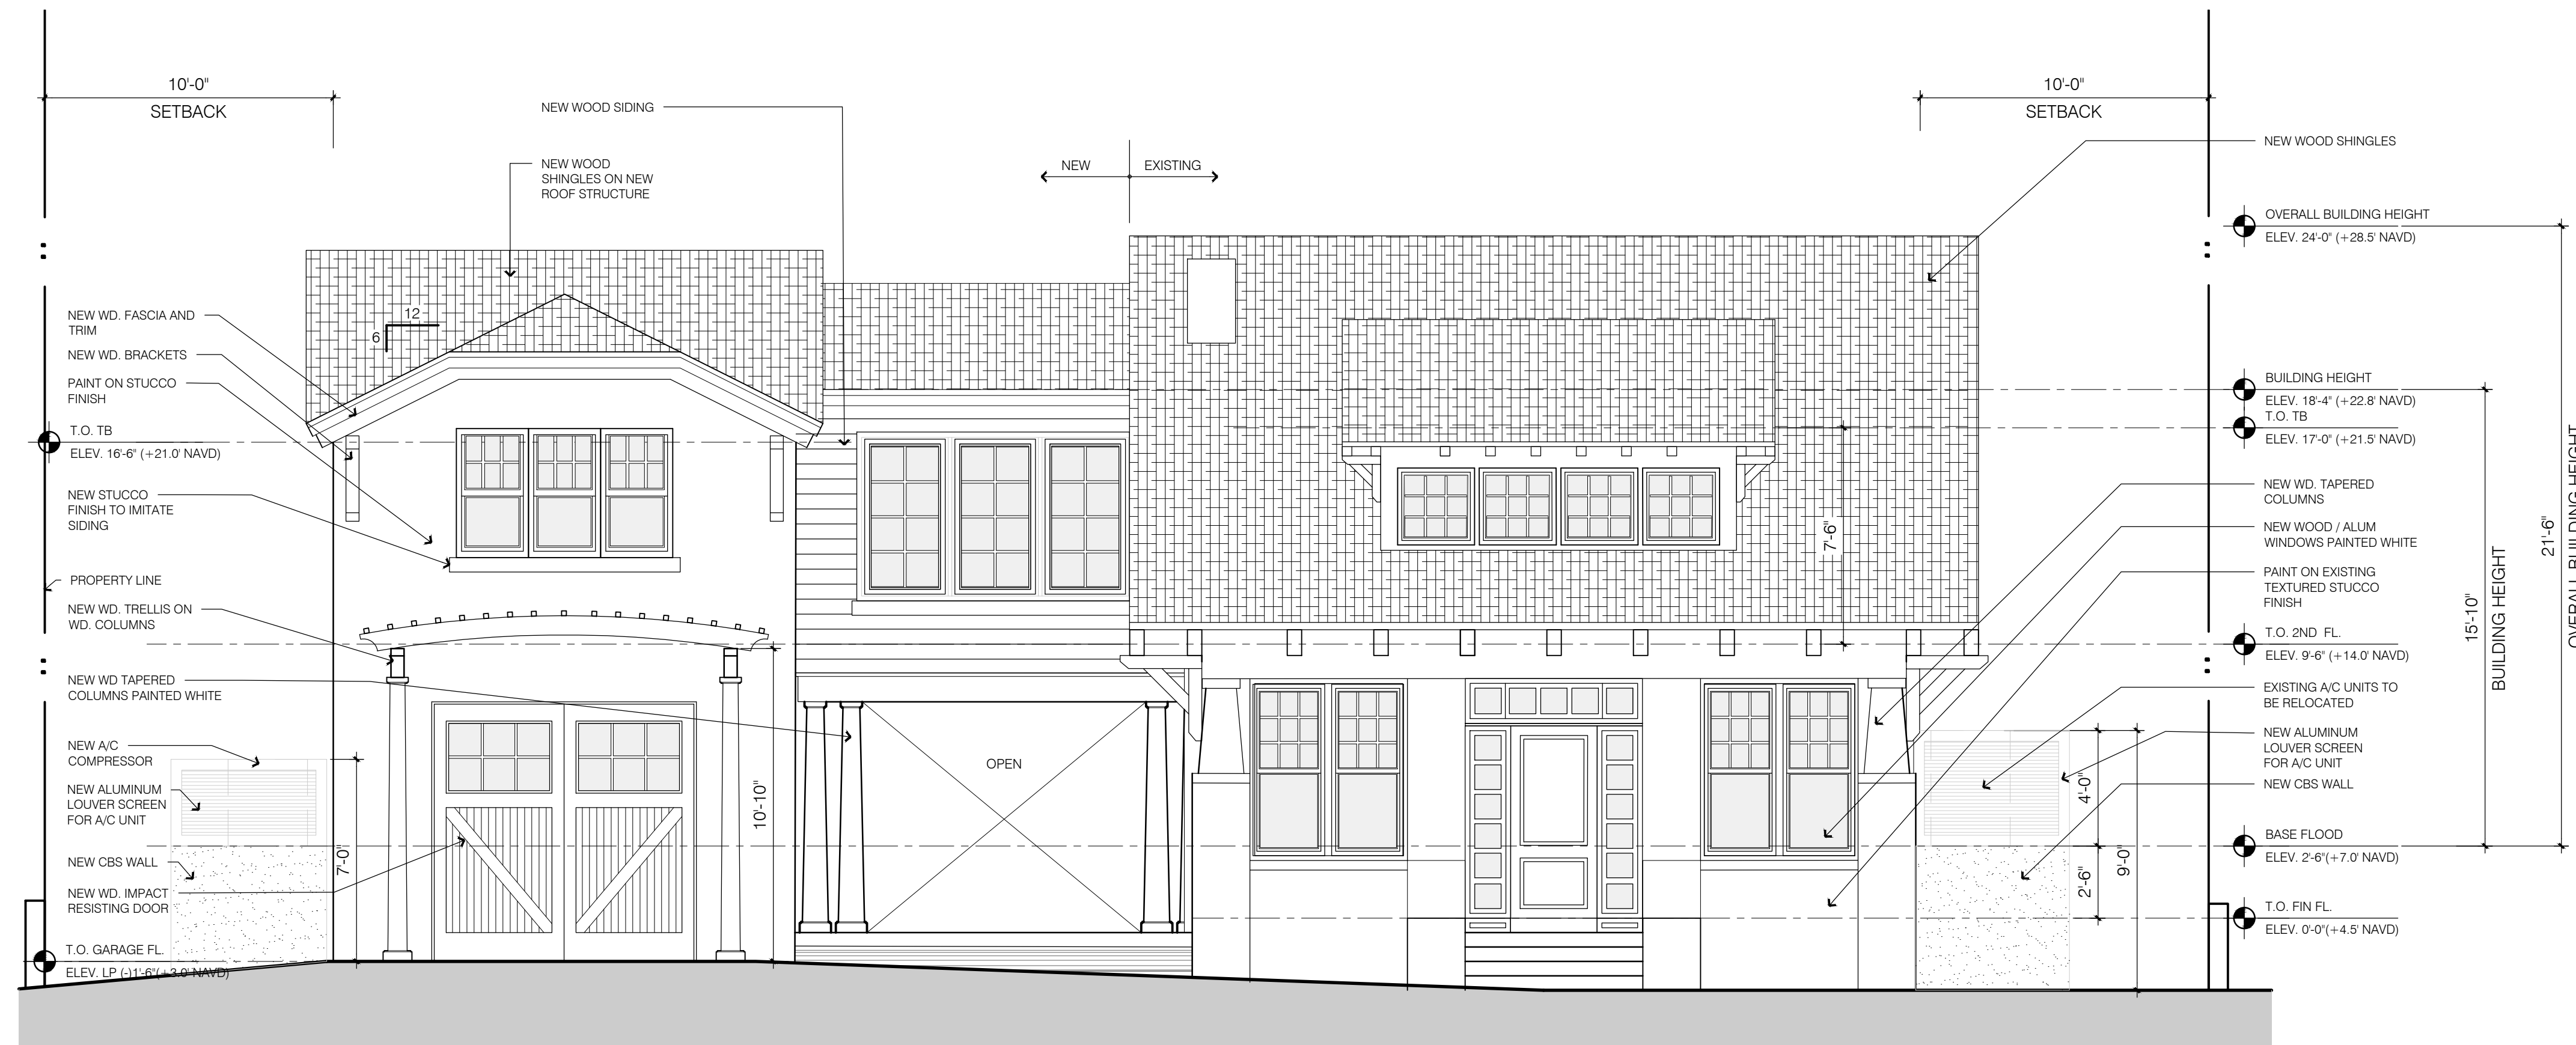 10'-0"
SETBACK
10'-0"
SETBACK
NEW WOOD SIDING
NEW WOOD
SHINGLES ON NEW
ROOF STRUCTURE
NEW
EXISTING
12
6
NEW WD. FASCIA AND
TRIM
NEW WD. BRACKETS
PAINT ON STUCCO
FINISH
T.O. TB
ELEV. 16'-6" (+21.0' NAVD)
NEW STUCCO
FINISH TO IMITATE
SIDING
PROPERTY LINE
NEW WD. TRELLIS ON
WD. COLUMNS
NEW WD TAPERED
COLUMNS PAINTED WHITE
NEW A/C
COMPRESSOR
NEW ALUMINUM
LOUVER SCREEN
FOR A/C UNIT
NEW CBS WALL
NEW WD. IMPACT
RESISTING DOOR
T.O. GARAGE FL.
ELEV. LP (-)1'-6"(+3.0' NAVD)
7'-0"
10'-10"
OPEN
7'-6"
NEW WOOD SHINGLES
OVERALL BUILDING HEIGHT
ELEV. 24'-0" (+28.5' NAVD)
BUILDING HEIGHT
ELEV. 18'-4" (+22.8' NAVD)
T.O. TB
ELEV. 17'-0" (+21.5' NAVD)
NEW WD. TAPERED
COLUMNS
NEW WOOD / ALUM
WINDOWS PAINTED WHITE
PAINT ON EXISTING
TEXTURED STUCCO
FINISH
T.O. 2ND FL.
ELEV. 9'-6" (+14.0' NAVD)
EXISTING A/C UNITS TO
BE RELOCATED
NEW ALUMINUM
LOUVER SCREEN
FOR A/C UNIT
NEW CBS WALL
BASE FLOOD
ELEV. 2'-6"(+7.0' NAVD)
T.O. FIN FL.
ELEV. 0'-0"(+4.5' NAVD)
4'-0"
2'-6"
9'-0"
15'-10"
BUILDING HEIGHT
21'-6"
OVERALL BUILDING HEIGHT